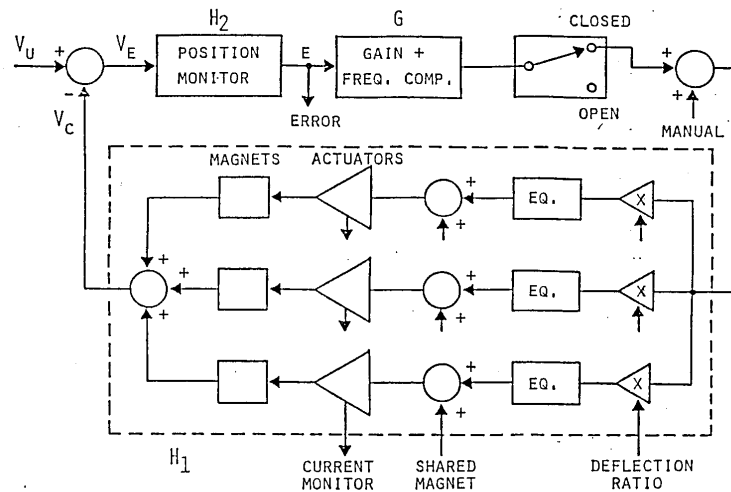 H2
G
CLOSED
VU
+
VE
POSITION
MONITOR
E
GAIN +
FREQ. COMP.
+
-
ERROR
OPEN
+
MANUAL
VC
MAGNETS
ACTUATORS
+
EQ.
X
+
+
+
+
EQ.
X
+
+
+
EQ.
X
+
H1
CURRENT
MONITOR
SHARED
MAGNET
DEFLECTION
RATIO